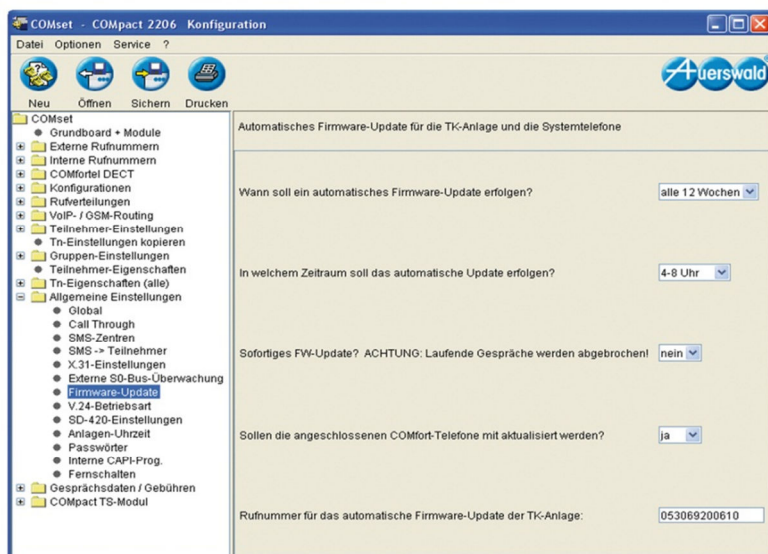 COMset - COMpact 2206 Konfiguration
Datei Optionen Service ?
Neu Öffnen Sichern Drucken
Auerswald
COMset
Grundboard + Module
Externe Rufnummern
Interne Rufnummern
COMfortel DECT
Konfigurationen
Rufverteilungen
VoIP- / GSM-Routing
Teilnehmer-Einstellungen
Tn-Einstellungen kopieren
Gruppen-Einstellungen
Teilnehmer-Eigenschaften
Tn-Eigenschaften (alle)
Allgemeine Einstellungen
Global
Call Through
SMS-Zentren
SMS -> Teilnehmer
X.31-Einstellungen
Externe S0-Bus-Überwachung
Firmware-Update
V.24-Betriebsart
SD-420-Einstellungen
Anlagen-Uhrzeit
Passwörter
Interne CAPI-Prog.
Fernschalten
Gesprächsdaten / Gebühren
COMpact TS-Modul
Automatisches Firmware-Update für die TK-Anlage und die Systemtelefone
Wann soll ein automatisches Firmware-Update erfolgen? alle 12 Wochen
In welchem Zeitraum soll das automatische Update erfolgen? 4-8 Uhr
Sofortiges FW-Update? ACHTUNG: Laufende Gespräche werden abgebrochen! nein
Sollen die angeschlossenen COMfort-Telefone mit aktualisiert werden? ja
Rufnummer für das automatische Firmware-Update der TK-Anlage: 053069200610